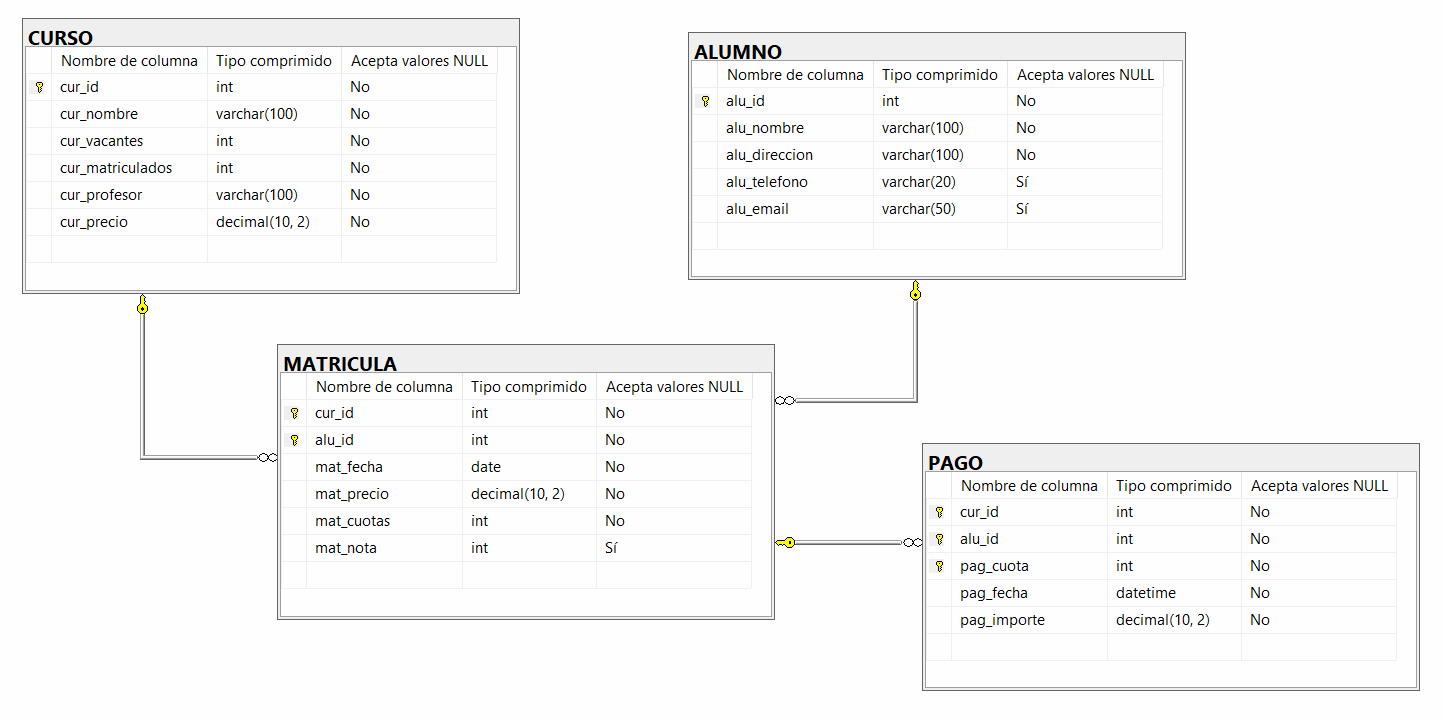 CURSO
Nombre de columna Tipo comprimido Acepta valores NULL
cur_id int No
cur_nombre varchar(100) No
cur_vacantes int No
cur_matriculados int No
cur_profesor varchar(100) No
cur_precio decimal(10, 2) No
ALUMNO
Nombre de columna Tipo comprimido Acepta valores NULL
alu_id int No
alu_nombre varchar(100) No
alu_direccion varchar(100) No
alu_telefono varchar(20) Sí
alu_email varchar(50) Sí
MATRICULA
Nombre de columna Tipo comprimido Acepta valores NULL
cur_id int No
alu_id int No
mat_fecha date No
mat_precio decimal(10, 2) No
mat_cuotas int No
mat_nota int Sí
PAGO
Nombre de columna Tipo comprimido Acepta valores NULL
cur_id int No
alu_id int No
pag_cuota int No
pag_fecha datetime No
pag_importe decimal(10, 2) No